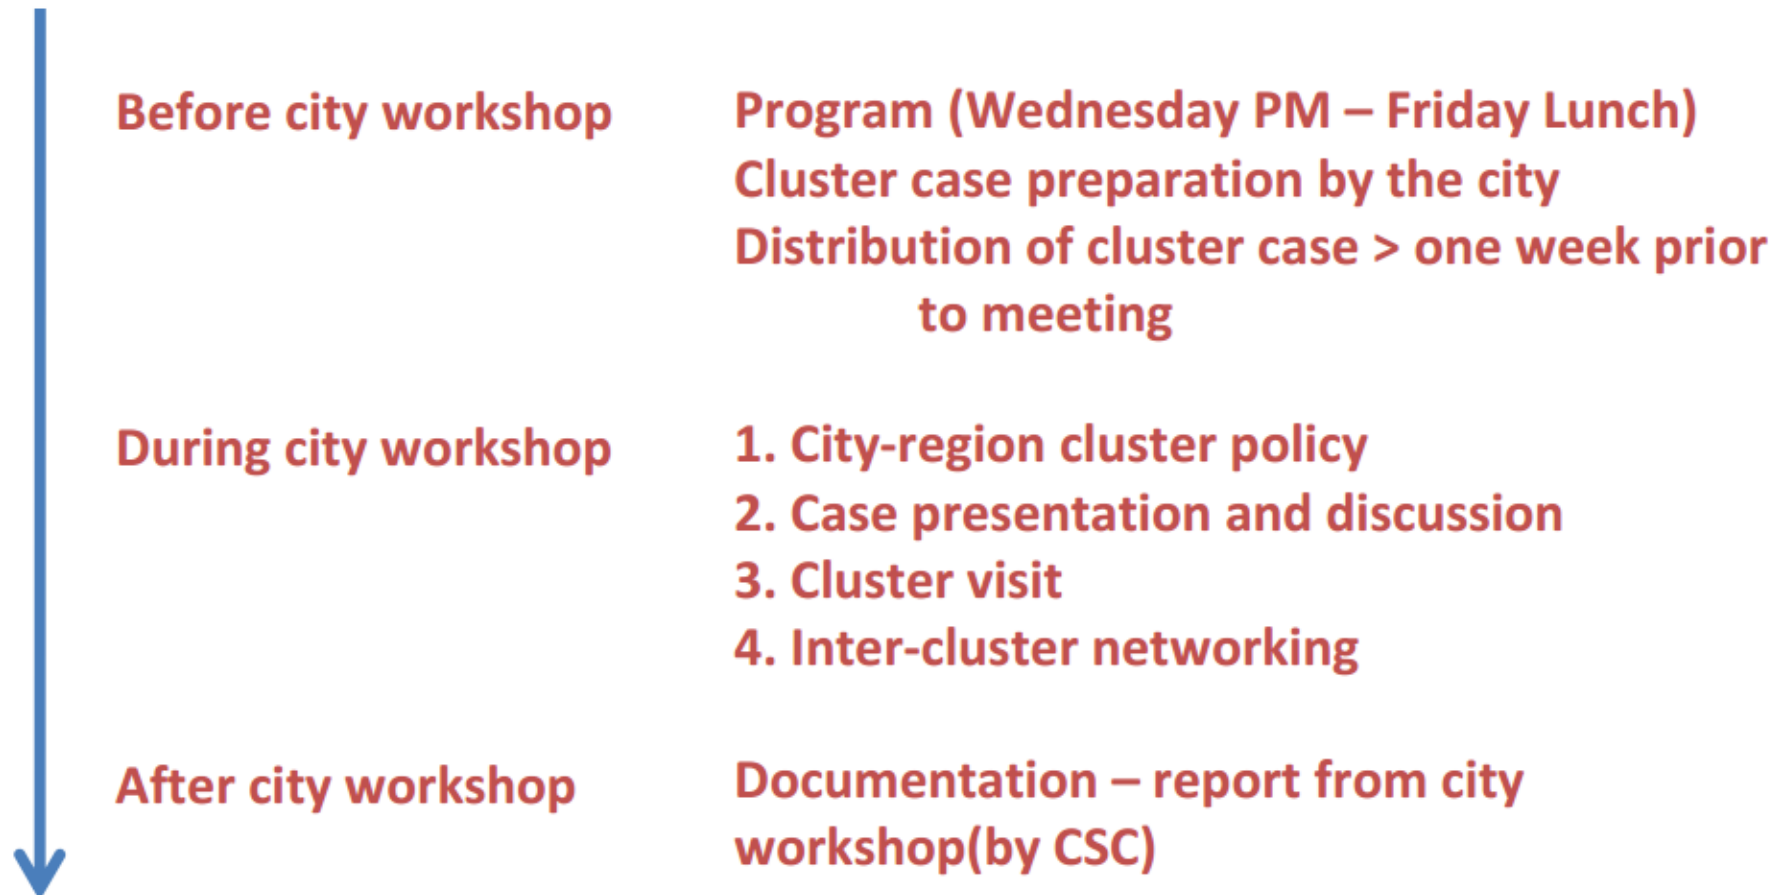 Before city workshop
Program (Wednesday PM – Friday Lunch)
Cluster case preparation by the city
Distribution of cluster case > one week prior
to meeting
During city workshop
1. City-region cluster policy
2. Case presentation and discussion
3. Cluster visit
4. Inter-cluster networking
After city workshop
Documentation – report from city
workshop(by CSC)